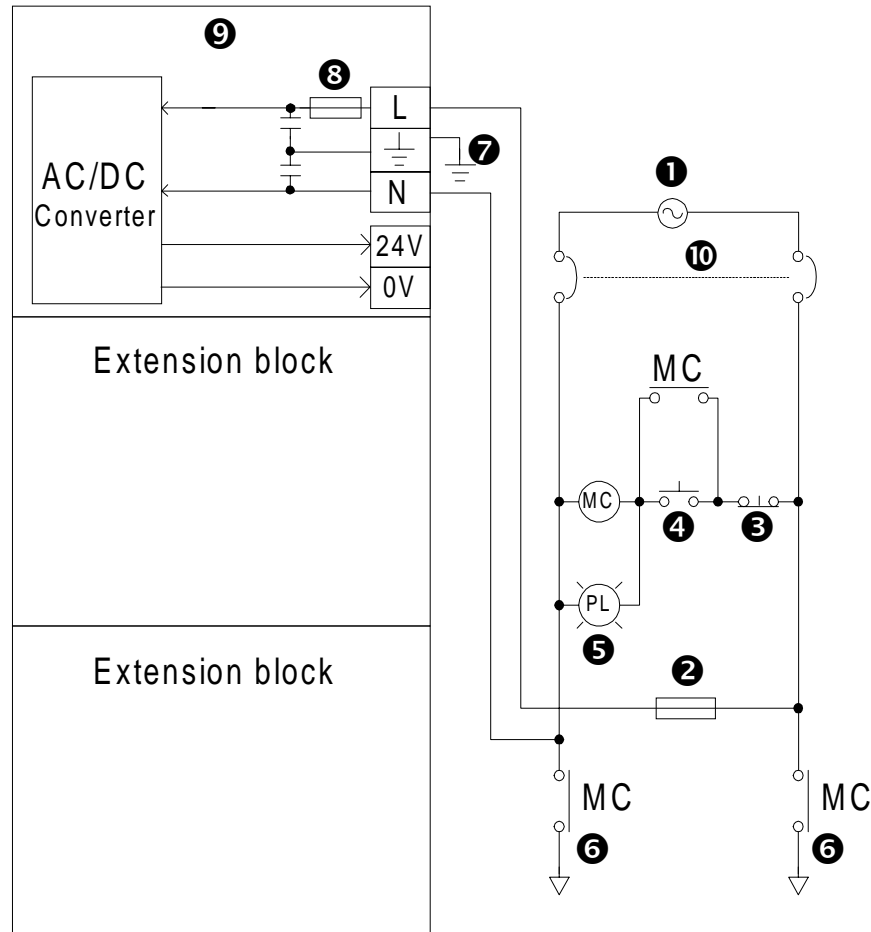 ❾
❽
L
AC/DC
Converter
❼
N
24V
0V
❶
❿
Extension block
MC
MC
❹
❸
PL
❺
Extension block
❷
MC
MC
❻
❻